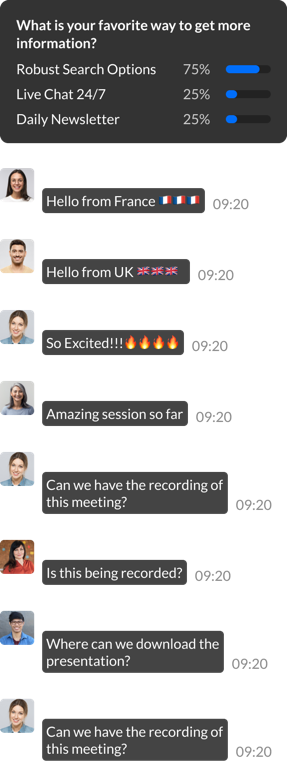 What is your favorite way to get more
information?
Robust Search Options 75%
Live Chat 24/7 25%
Daily Newsletter 25%
Hello from France 🇫🇷🇫🇷🇫🇷 09:20
Hello from UK 🇬🇧🇬🇧🇬🇧 09:20
So Excited!!!🔥🔥🔥🔥 09:20
Amazing session so far 09:20
Can we have the recording of
this meeting? 09:20
Is this being recorded? 09:20
Where can we download the
presentation? 09:20
Can we have the recording of
this meeting? 09:20